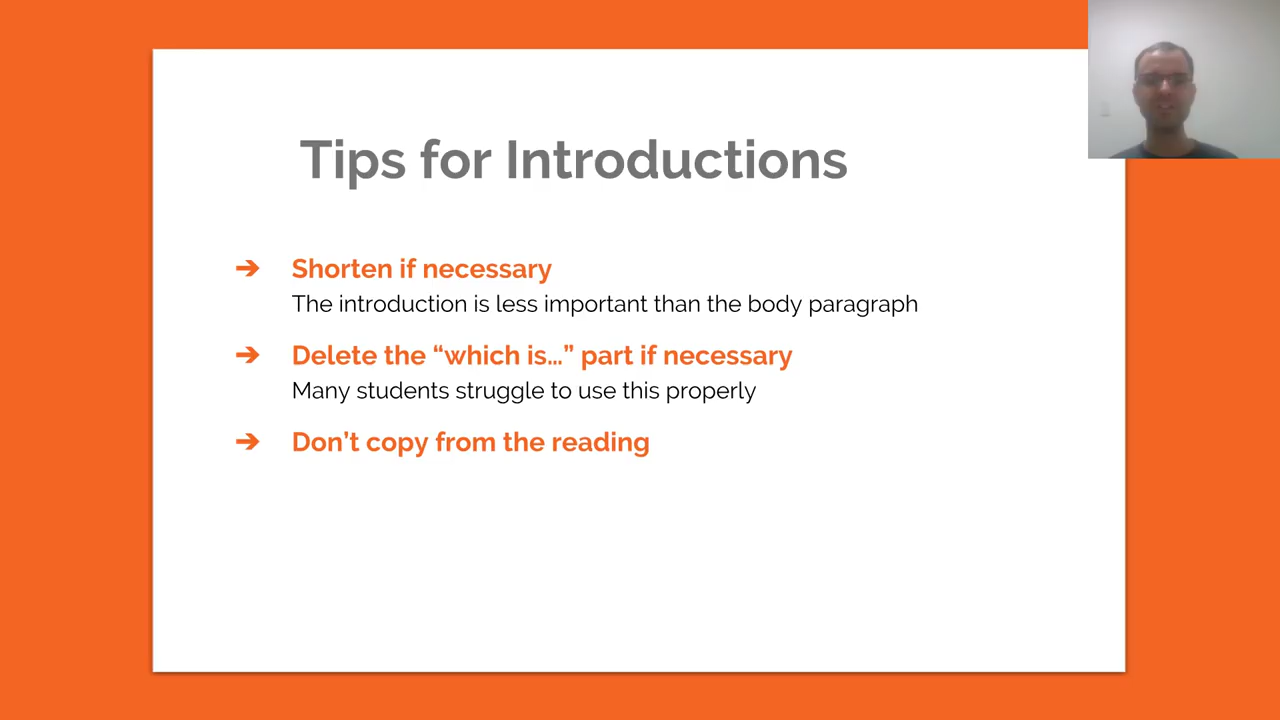 Tips for Introductions
➔ Shorten if necessary
The introduction is less important than the body paragraph
➔ Delete the “which is…” part if necessary
Many students struggle to use this properly
➔ Don’t copy from the reading